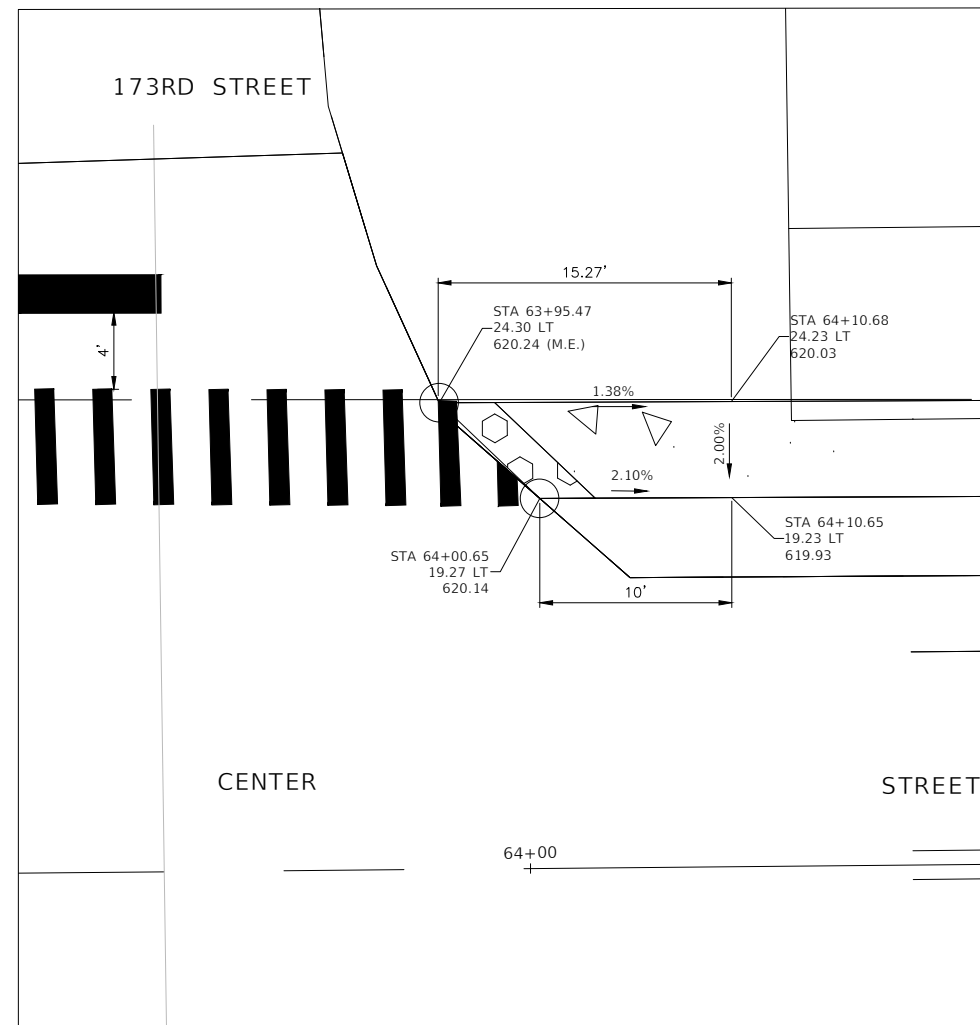 173RD STREET
15.27’
STA 63+95.47
24.30 LT
620.24 (M.E.)
STA 64+10.68
24.23 LT
620.03
4’
1.38%
2.00%
2.10%
STA 64+10.65
19.23 LT
619.93
STA 64+00.65
19.27 LT
620.14
10’
CENTER STREET
64+00